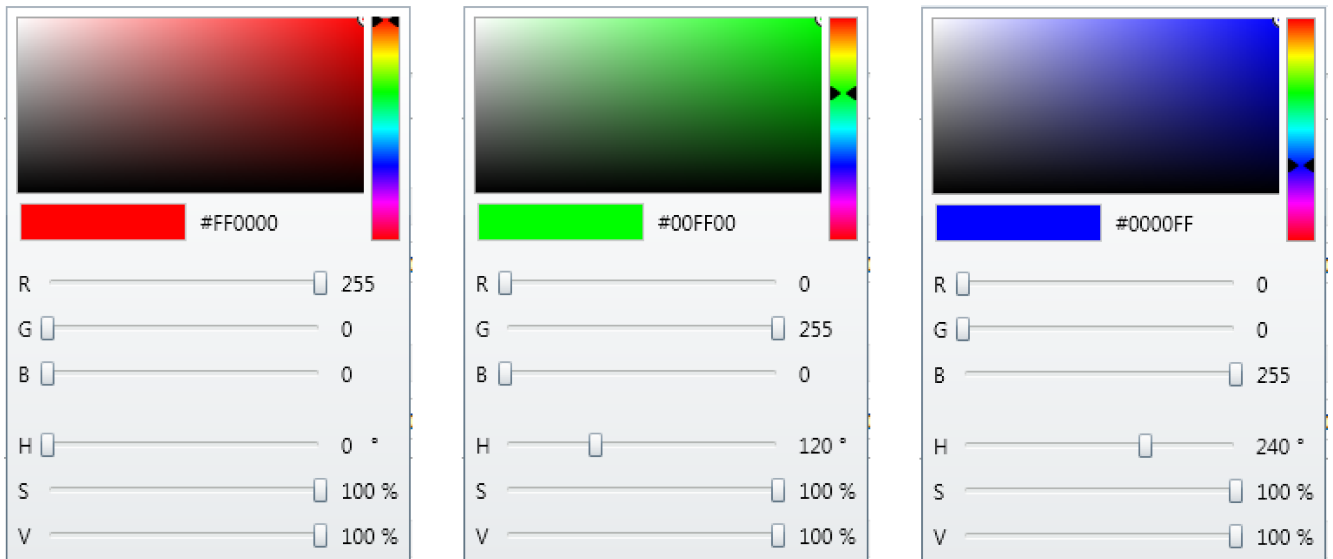 #FF0000
R 255
G 0
B 0
H 0 °
S 100 %
V 100 %
#00FF00
R 0
G 255
B 0
H 120 °
S 100 %
V 100 %
#0000FF
R 0
G 0
B 255
H 240 °
S 100 %
V 100 %